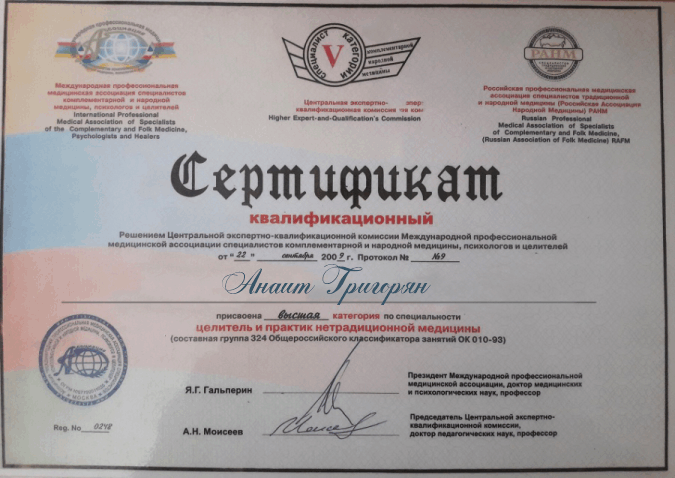 СПЕЦИАЛИСТ
V
КАТЕГОРИИ
РАНМ
Международная профессиональная
медицинская ассоциация специалистов
комплементарной и народной
медицины, психологов и целителей
International Professional
Medical Association of Specialists
of the Complementary and Folk Medicine,
Psychologists and Healers
Центральная экспертно-
квалификационная комиссия
Higher Expert-and-Qualification's Commission
Российская профессиональная медицинская
ассоциация специалистов традиционной
и народной медицины (Российская Ассоциация
Народной Медицины) РАНМ
Russian Professional
Medical Association of Specialists
of Complementary and Folk Medicine,
(Russian Association of Folk Medicine) RAFM
Сертификат
квалификационный
Решением Центральной экспертно-квалификационной комиссии Международной профессиональной
медицинской ассоциации специалистов комплементарной и народной медицины, психологов и целителей
от "22" сентября 2009 г. Протокол № №9
Анаит Григорян
присвоена высшая категория по специальности
целитель и практик нетрадиционной медицины
(составная группа 324 Общероссийского классификатора занятий ОК 010-93)
Я.Г. Гальперин
Президент Международной профессиональной
медицинской ассоциации, доктор медицинских
и психологических наук, профессор
А.Н. Моисеев
Председатель Центральной экспертно-
квалификационной комиссии,
доктор педагогических наук, профессор
Reg. No 0248